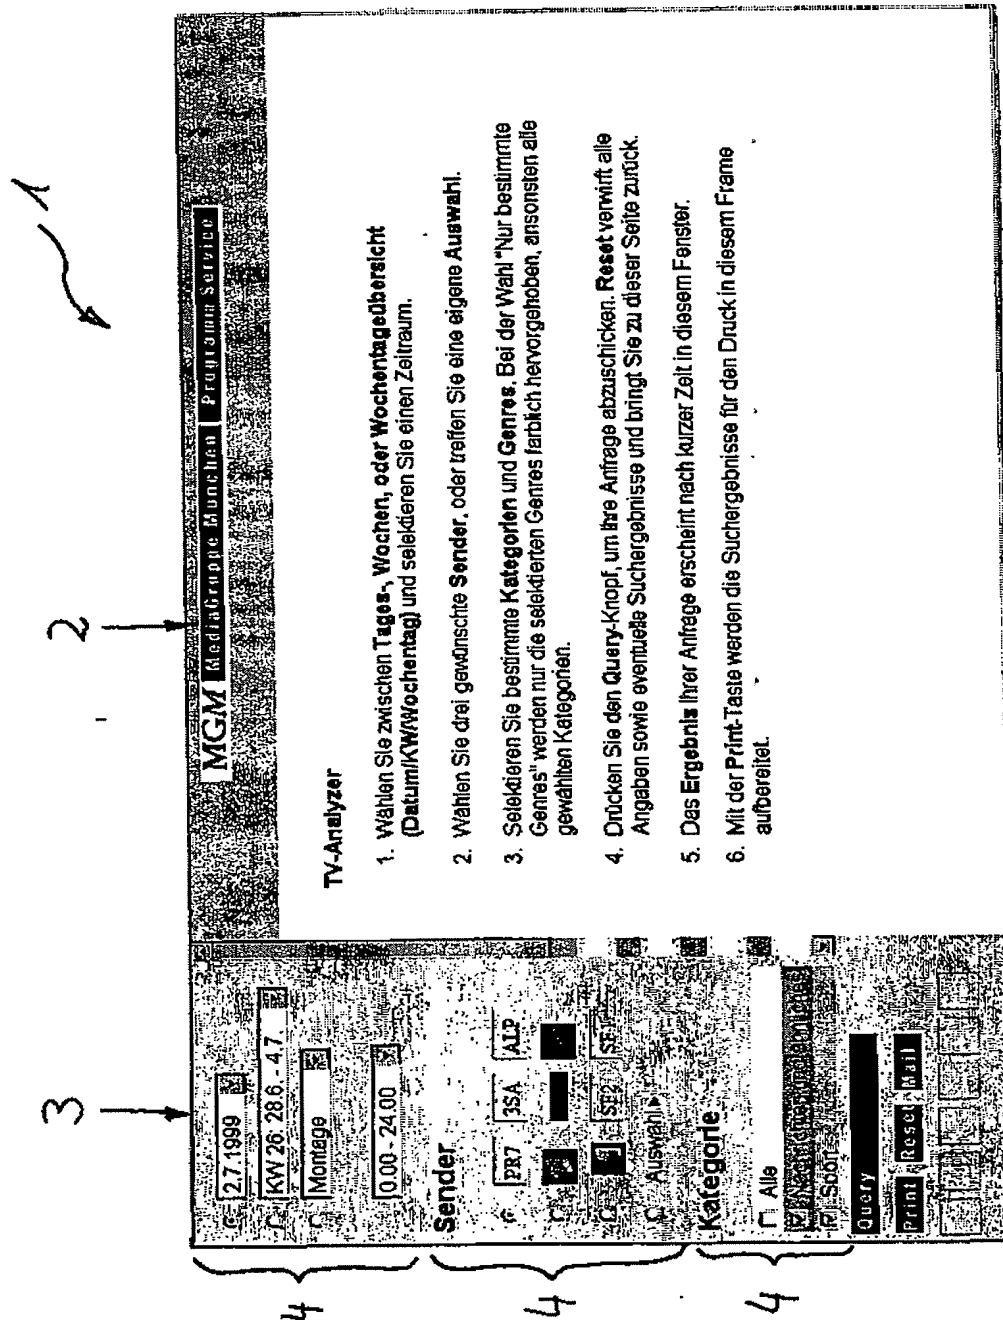 1
2
3
MGM MediaGruppe München Programm Service
2.7.1999
KW 26 28.6. - 4.7
Montage
0.00 - 24.00
Sender
PR7 3SA ALP
SF2 SF1
Auswahl
Kategorie
Alle
Sport
Query
Print Reset Mail
4
4
4
TV-Analyzer
1. Wählen Sie zwischen Tages-, Wochen, oder Wochentageübersicht
(Datum/KW/Wochentag) und selektieren Sie einen Zeitraum.
2. Wählen Sie drei gewünschte Sender, oder treffen Sie eine eigene Auswahl.
3. Selektieren Sie bestimmte Kategorien und Genres. Bei der Wahl "Nur bestimmte
Genres" werden nur die selektierten Genres farblich hervorgehoben, ansonsten alle
gewählten Kategorien.
4. Drücken Sie den Query-Knopf, um Ihre Anfrage abzuschicken. Reset verwirft alle
Angaben sowie eventuelle Suchergebnisse und bringt Sie zu dieser Seite zurück.
5. Das Ergebnis Ihrer Anfrage erscheint nach kurzer Zeit in diesem Fenster.
6. Mit der Print-Taste werden die Suchergebnisse für den Druck in diesem Frame
aufbereitet.